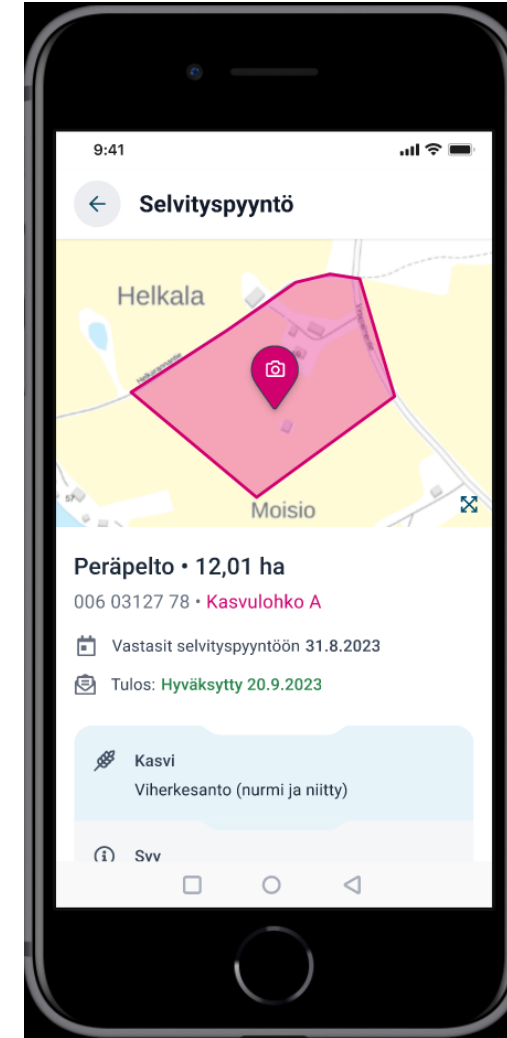 9:41
Selvityspyyntö
Helkala
Helkarannantie
Moisio
Peräpelto • 12,01 ha
006 03127 78 • Kasvulohko A
Vastasit selvityspyyntöön 31.8.2023
Tulos: Hyväksytty 20.9.2023
Kasvi
Viherkesanto (nurmi ja niitty)
Syy